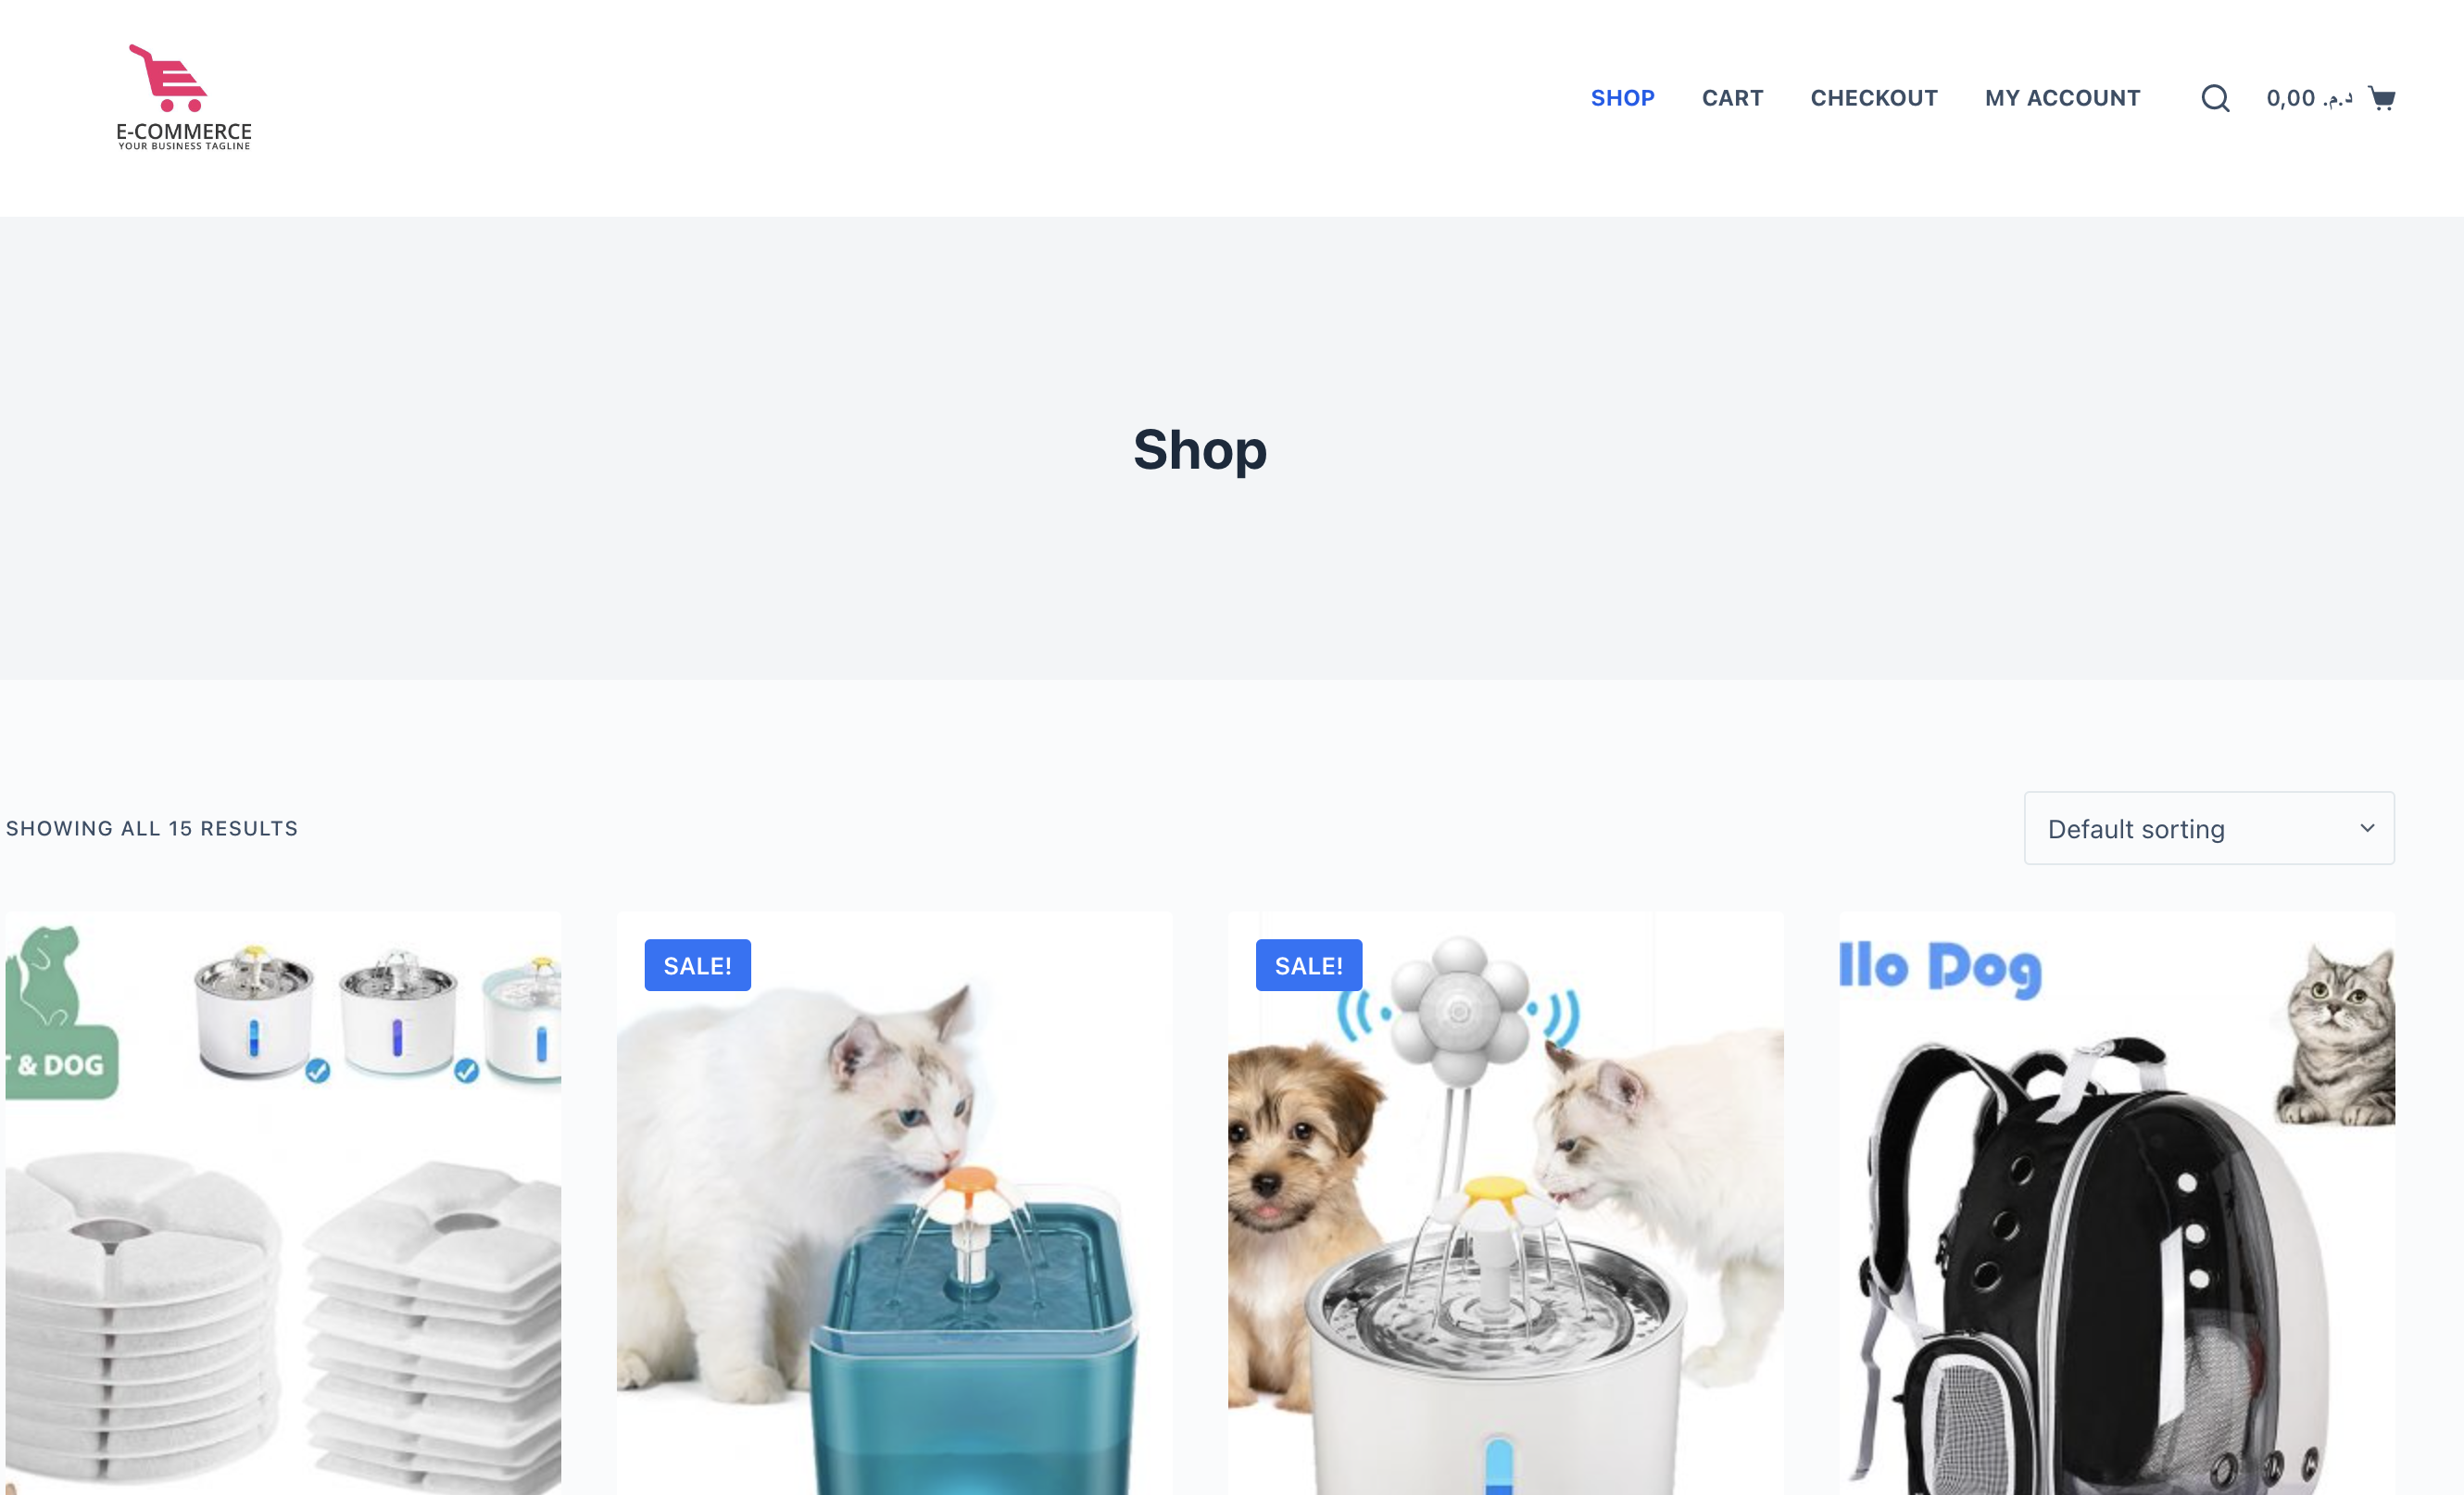 E-COMMERCE
YOUR BUSINESS TAGLINE
SHOP CART CHECKOUT MY ACCOUNT 0,00 د.م.
Shop
SHOWING ALL 15 RESULTS
Default sorting
& DOG
SALE!
SALE!
llo Dog